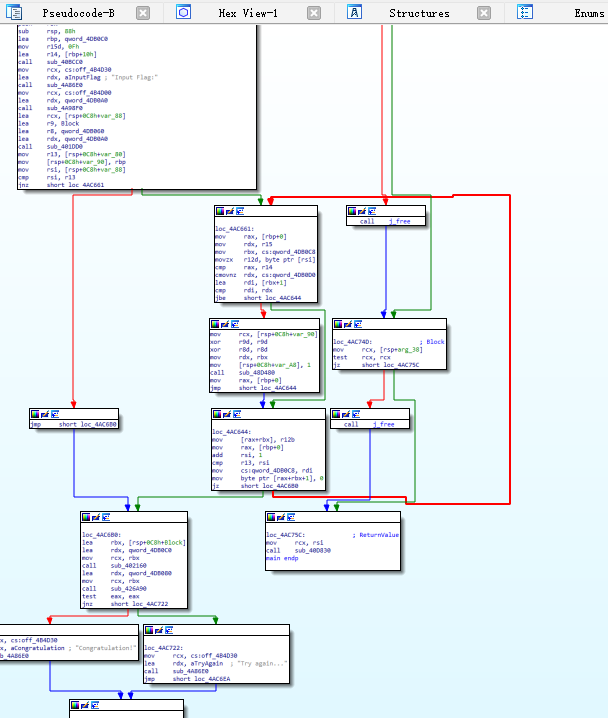 Pseudocode-B Hex View-1 Structures Enums
sub rsp, 88h
lea rbp, qword_4DB0C0
mov r15d, 0Fh
lea r14, [rbp+10h]
call sub_40BCC0
mov rcx, cs:off_4B4D30
lea rdx, aInputFlag ; "Input Flag:"
call sub_4A86E0
mov rcx, cs:off_4B4D00
lea rdx, qword_4DB0A0
call sub_4A98F0
lea rcx, [rsp+0C8h+var_88]
lea r9, Block
lea r8, qword_4DB060
lea rdx, qword_4DB0A0
call sub_401DD0
mov r13, [rsp+0C8h+var_80]
mov [rsp+0C8h+var_90], rbp
mov rsi, [rsp+0C8h+var_88]
cmp rsi, r13
jnz short loc_4AC661
loc_4AC661:
mov rax, [rbp+0]
mov rdx, r15
mov rbx, cs:qword_4DB0C8
movzx r12d, byte ptr [rsi]
cmp rax, r14
cmovnz rdx, cs:qword_4DB0D0
lea rdi, [rbx+1]
cmp rdi, rdx
jbe short loc_4AC644
call j_free
mov rcx, [rsp+0C8h+var_90]
xor r9d, r9d
xor r8d, r8d
mov rdx, rbx
mov [rsp+0C8h+var_A8], 1
call sub_48D480
mov rax, [rbp+0]
jmp short loc_4AC644
loc_4AC74D: ; Block
mov rcx, [rsp+arg_38]
test rcx, rcx
jz short loc_4AC75C
jmp short loc_4AC6B0
loc_4AC644:
mov [rax+rbx], r12b
mov rax, [rbp+0]
add rsi, 1
cmp r13, rsi
mov cs:qword_4DB0C8, rdi
mov byte ptr [rax+rbx+1], 0
jz short loc_4AC6B0
call j_free
loc_4AC6B0:
lea rbx, [rsp+0C8h+Block]
lea rdx, qword_4DB0C0
mov rcx, rbx
call sub_402160
lea rdx, qword_4DB080
mov rcx, rbx
call sub_426A90
test eax, eax
jnz short loc_4AC722
loc_4AC75C: ; ReturnValue
mov rcx, rsi
call sub_40D830
main endp
x, cs:off_4B4D30
x, aCongratulation ; "Congratulation!"
b_4A86E0
loc_4AC722:
mov rcx, cs:off_4B4D30
lea rdx, aTryAgain ; "Try again..."
call sub_4A86E0
jmp short loc_4AC6EA